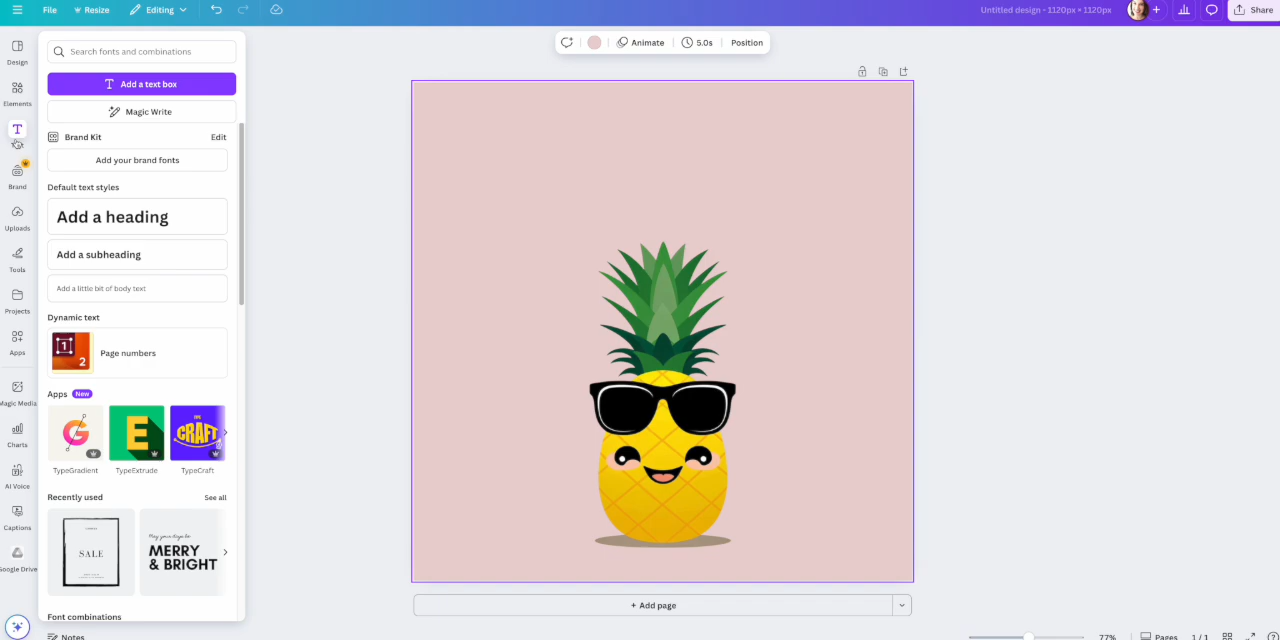 File Resize Editing Untitled design - 1120px × 1120px Share
Design
Elements
Brand
Uploads
Tools
Projects
Apps
Magic Media
Charts
AI Voice
Captions
Google Drive
Search fonts and combinations
T Add a text box
Magic Write
Brand Kit Edit
Add your brand fonts
Default text styles
Add a heading
Add a subheading
Add a little bit of body text
Dynamic text
1 2 Page numbers
Apps New
G E CRAFT
TypeGradient TypeExtrude TypeCraft
Recently used See all
SALE
MERRY
& BRIGHT
Font combinations
Notes
Animate 5.0s Position
+ Add page
77% Pages 1/1